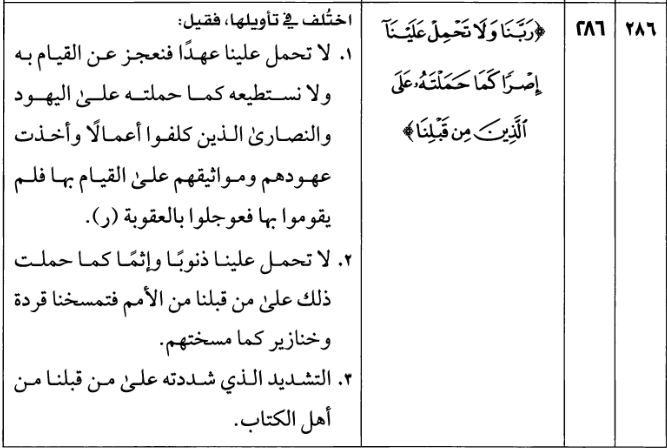 ٢٨٦
٢٨٦
﴿رَبَّنَا وَلَا تَحْمِلْ عَلَيْنَآ
إِصْرًا كَمَا حَمَلْتَهُۥ عَلَى
ٱلَّذِينَ مِن قَبْلِنَا﴾
اختُلف في تأويلها، فقيل:
١. لا تحمل علينا عهدًا فنعجز عن القيام به
ولا نستطيعه كما حملته علىٰ اليهود
والنصارىٰ الذين كلفوا أعمالًا وأخذت
عهودهم ومواثيقهم علىٰ القيام بها فلم
يقوموا بها فعوجلوا بالعقوبة (ر).
٢. لا تحمل علينا ذنوبًا وإثمًا كما حملت
ذلك علىٰ من قبلنا من الأمم فتمسخنا قردة
وخنازير كما مسختهم.
٣. التشديد الذي شددته علىٰ من قبلنا من
أهل الكتاب.